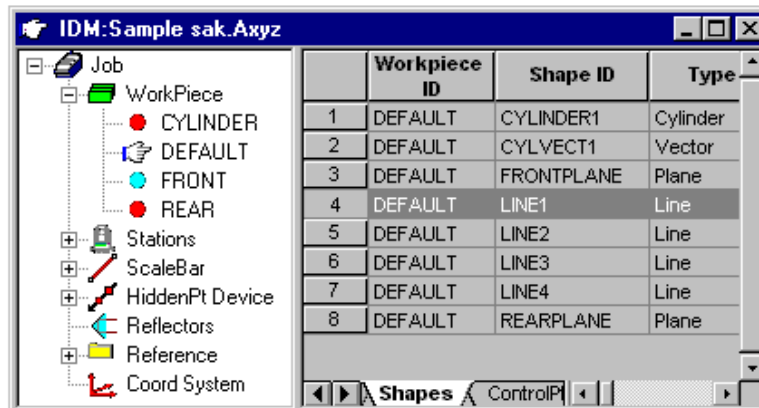 IDM:Sample sak.Axyz
Job
WorkPiece
CYLINDER
DEFAULT
FRONT
REAR
Stations
ScaleBar
HiddenPt Device
Reflectors
Reference
Coord System
Workpiece ID Shape ID Type
1 DEFAULT CYLINDER1 Cylinder
2 DEFAULT CYLVECT1 Vector
3 DEFAULT FRONTPLANE Plane
4 DEFAULT LINE1 Line
5 DEFAULT LINE2 Line
6 DEFAULT LINE3 Line
7 DEFAULT LINE4 Line
8 DEFAULT REARPLANE Plane
Shapes ControlP